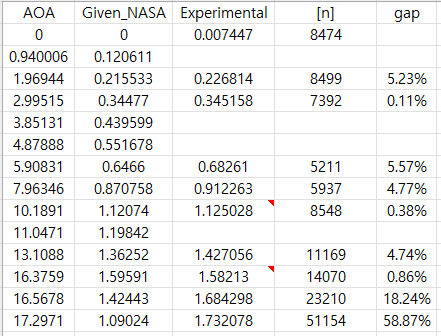 AOA Given_NASA Experimental [n] gap
0 0 0.007447 8474
0.940006 0.120611
1.96944 0.215533 0.226814 8499 5.23%
2.99515 0.34477 0.345158 7392 0.11%
3.85131 0.439599
4.87888 0.551678
5.90831 0.6466 0.68261 5211 5.57%
7.96346 0.870758 0.912263 5937 4.77%
10.1891 1.12074 1.125028 8548 0.38%
11.0471 1.19842
13.1088 1.36252 1.427056 11169 4.74%
16.3759 1.59591 1.58213 14070 0.86%
16.5678 1.42443 1.684298 23210 18.24%
17.2971 1.09024 1.732078 51154 58.87%